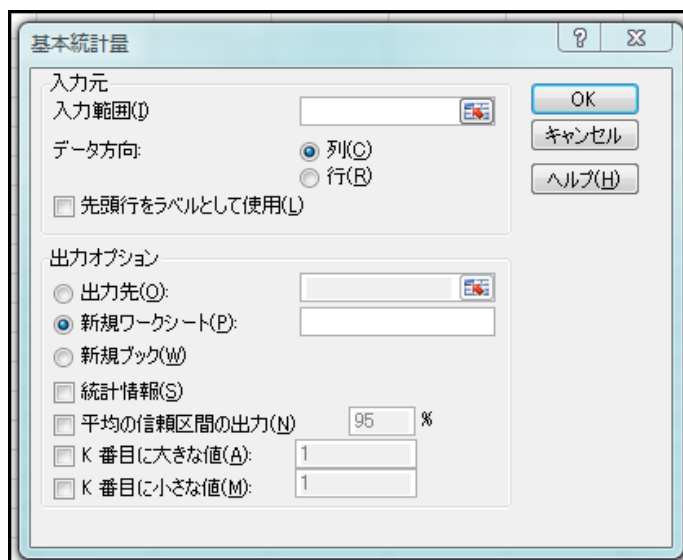 基本統計量
入力元
入力範囲(I)
データ方向:
列(C)
行(R)
先頭行をラベルとして使用(L)
OK
キャンセル
ヘルプ(H)
出力オプション
出力先(O):
新規ワークシート(P):
新規ブック(W)
統計情報(S)
平均の信頼区間の出力(N) 95 %
K 番目に大きな値(A): 1
K 番目に小さな値(M): 1